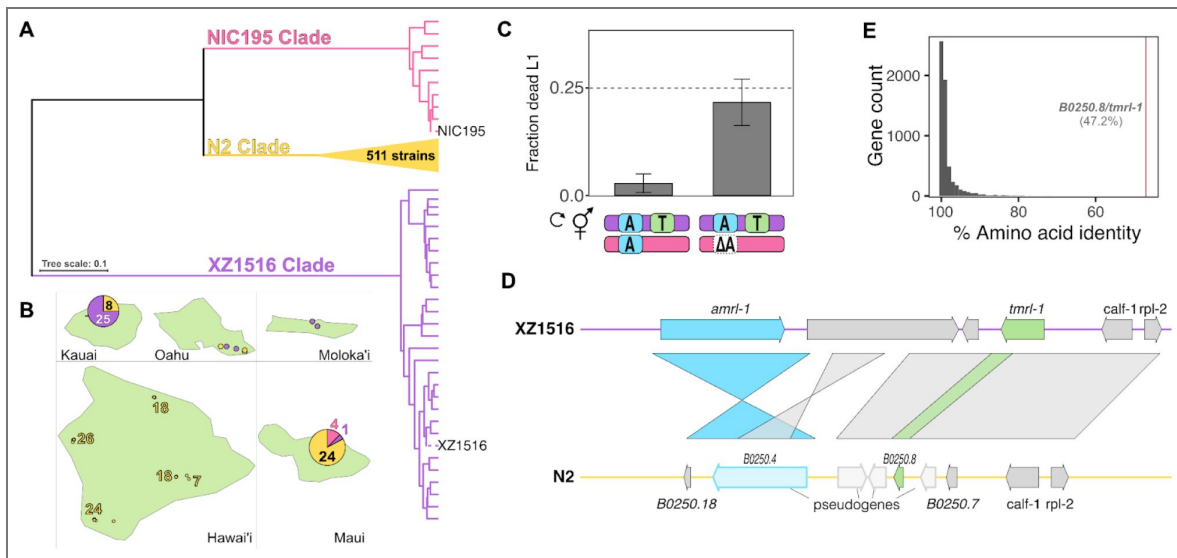 A
NIC195 Clade
NIC195
N2 Clade
511 strains
XZ1516 Clade
Tree scale: 0.1
XZ1516
B
8
25
Kauai
Oahu
Moloka'i
18
26
18
7
24
Hawai'i
4
1
24
Maui
C
Fraction dead L1
0.25
0.0
A T A T
A ΔA
E
Gene count
2000
1000
0
B0250.8/tmrl-1
(47.2%)
100 80 60
% Amino acid identity
D
XZ1516
amrl-1
tmrl-1
calf-1 rpl-2
N2
B0250.18
B0250.4
pseudogenes
B0250.8
B0250.7
calf-1 rpl-2